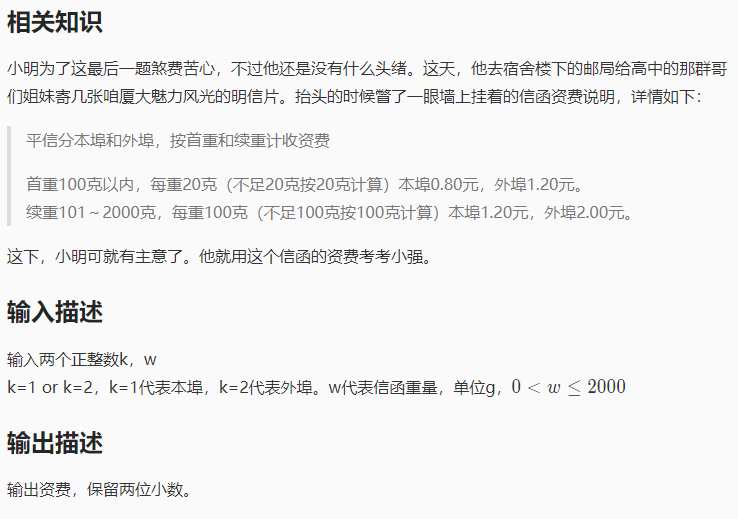 相关知识
小明为了这最后一题煞费苦心，不过他还是没有什么头绪。这天，他去宿舍楼下的邮局给高中的那群哥
们姐妹寄几张咱厦大魅力风光的明信片。抬头的时候瞥了一眼墙上挂着的信函资费说明，详情如下：
平信分本埠和外埠，按首重和续重计收资费
首重100克以内，每重20克（不足20克按20克计算）本埠0.80元，外埠1.20元。
续重101～2000克，每重100克（不足100克按100克计算）本埠1.20元，外埠2.00元。
这下，小明可就有主意了。他就用这个信函的资费考考小强。
输入描述
输入两个正整数k，w
k=1 or k=2，k=1代表本埠，k=2代表外埠。w代表信函重量，单位g，0 < w ≤ 2000
输出描述
输出资费，保留两位小数。